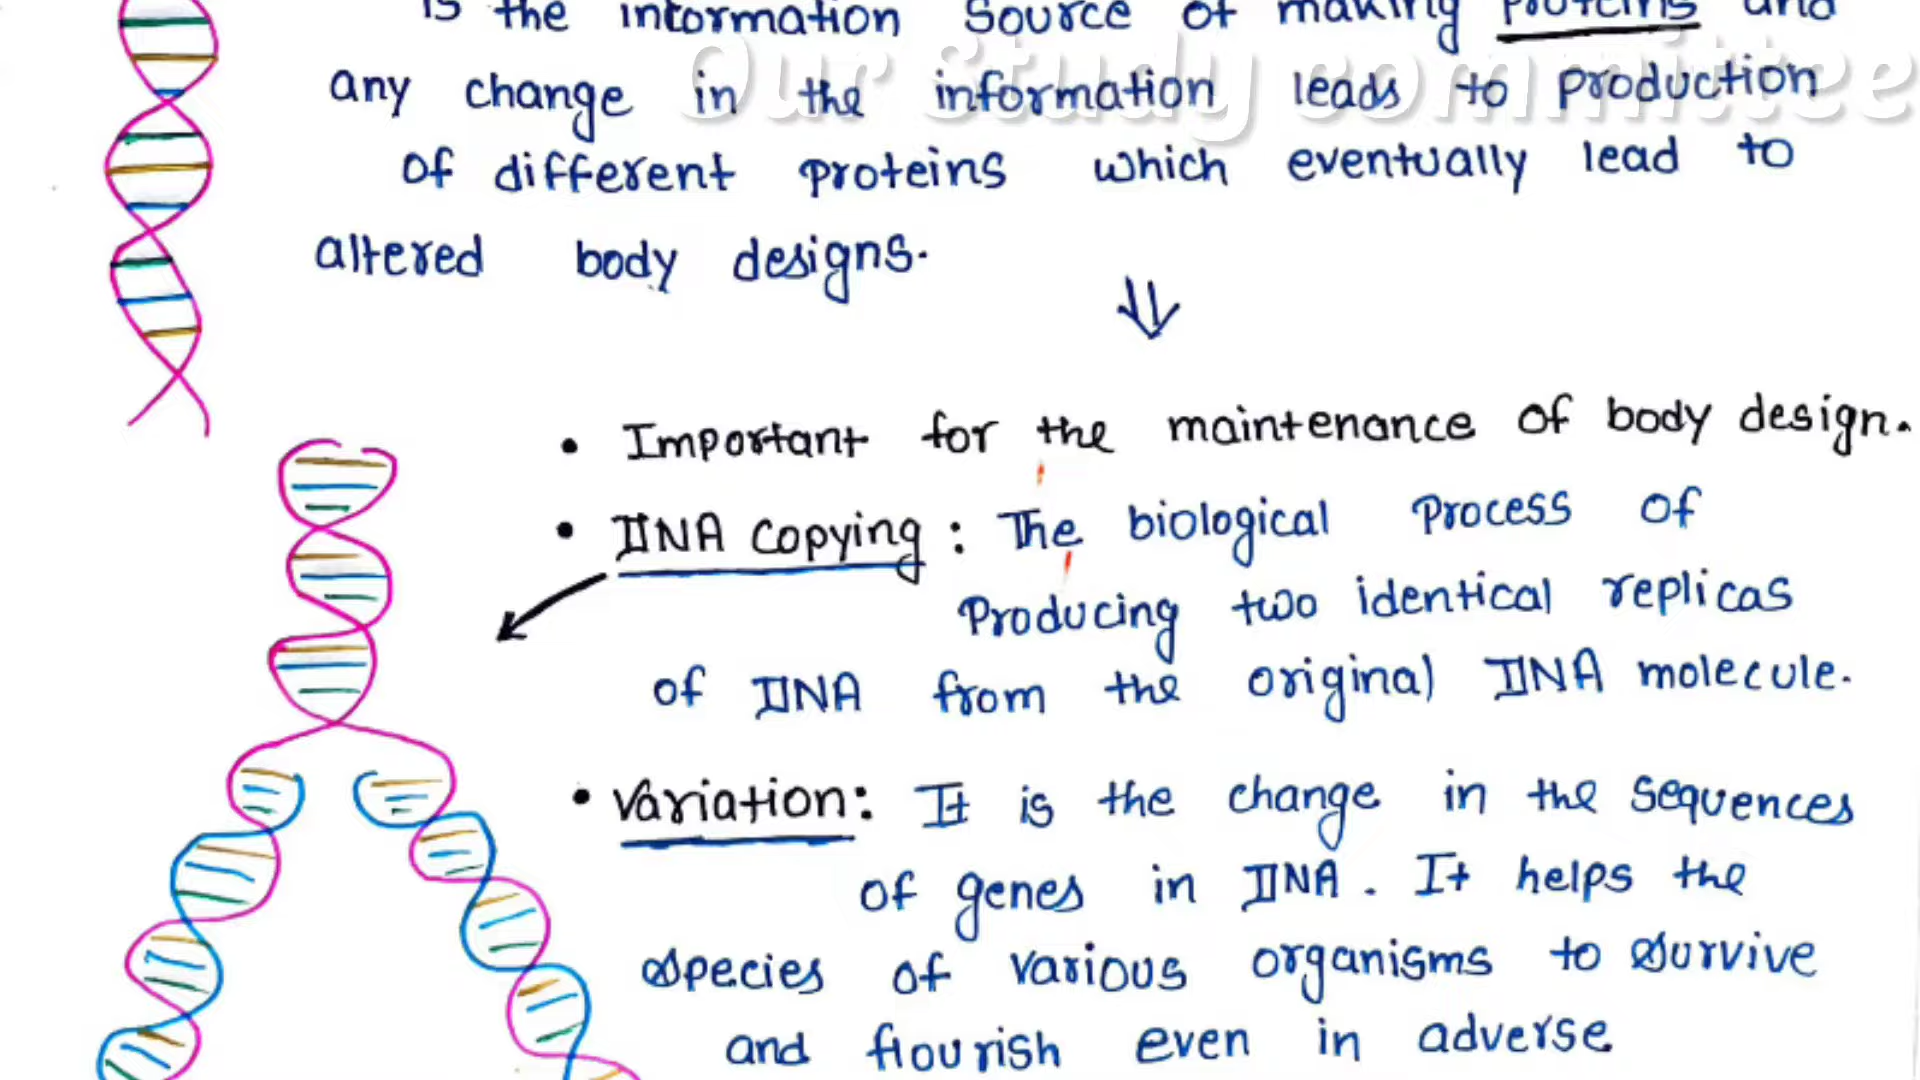 is the information source of making proteins and
Our Study committee
any change in the information leads to production
of different proteins which eventually lead to
altered body designs.
• Important for the maintenance of body design.
• DNA copying : The biological process of
producing two identical replicas
of DNA from the original DNA molecule.
• variation: It is the change in the sequences
of genes in DNA. It helps the
species of various organisms to survive
and flourish even in adverse